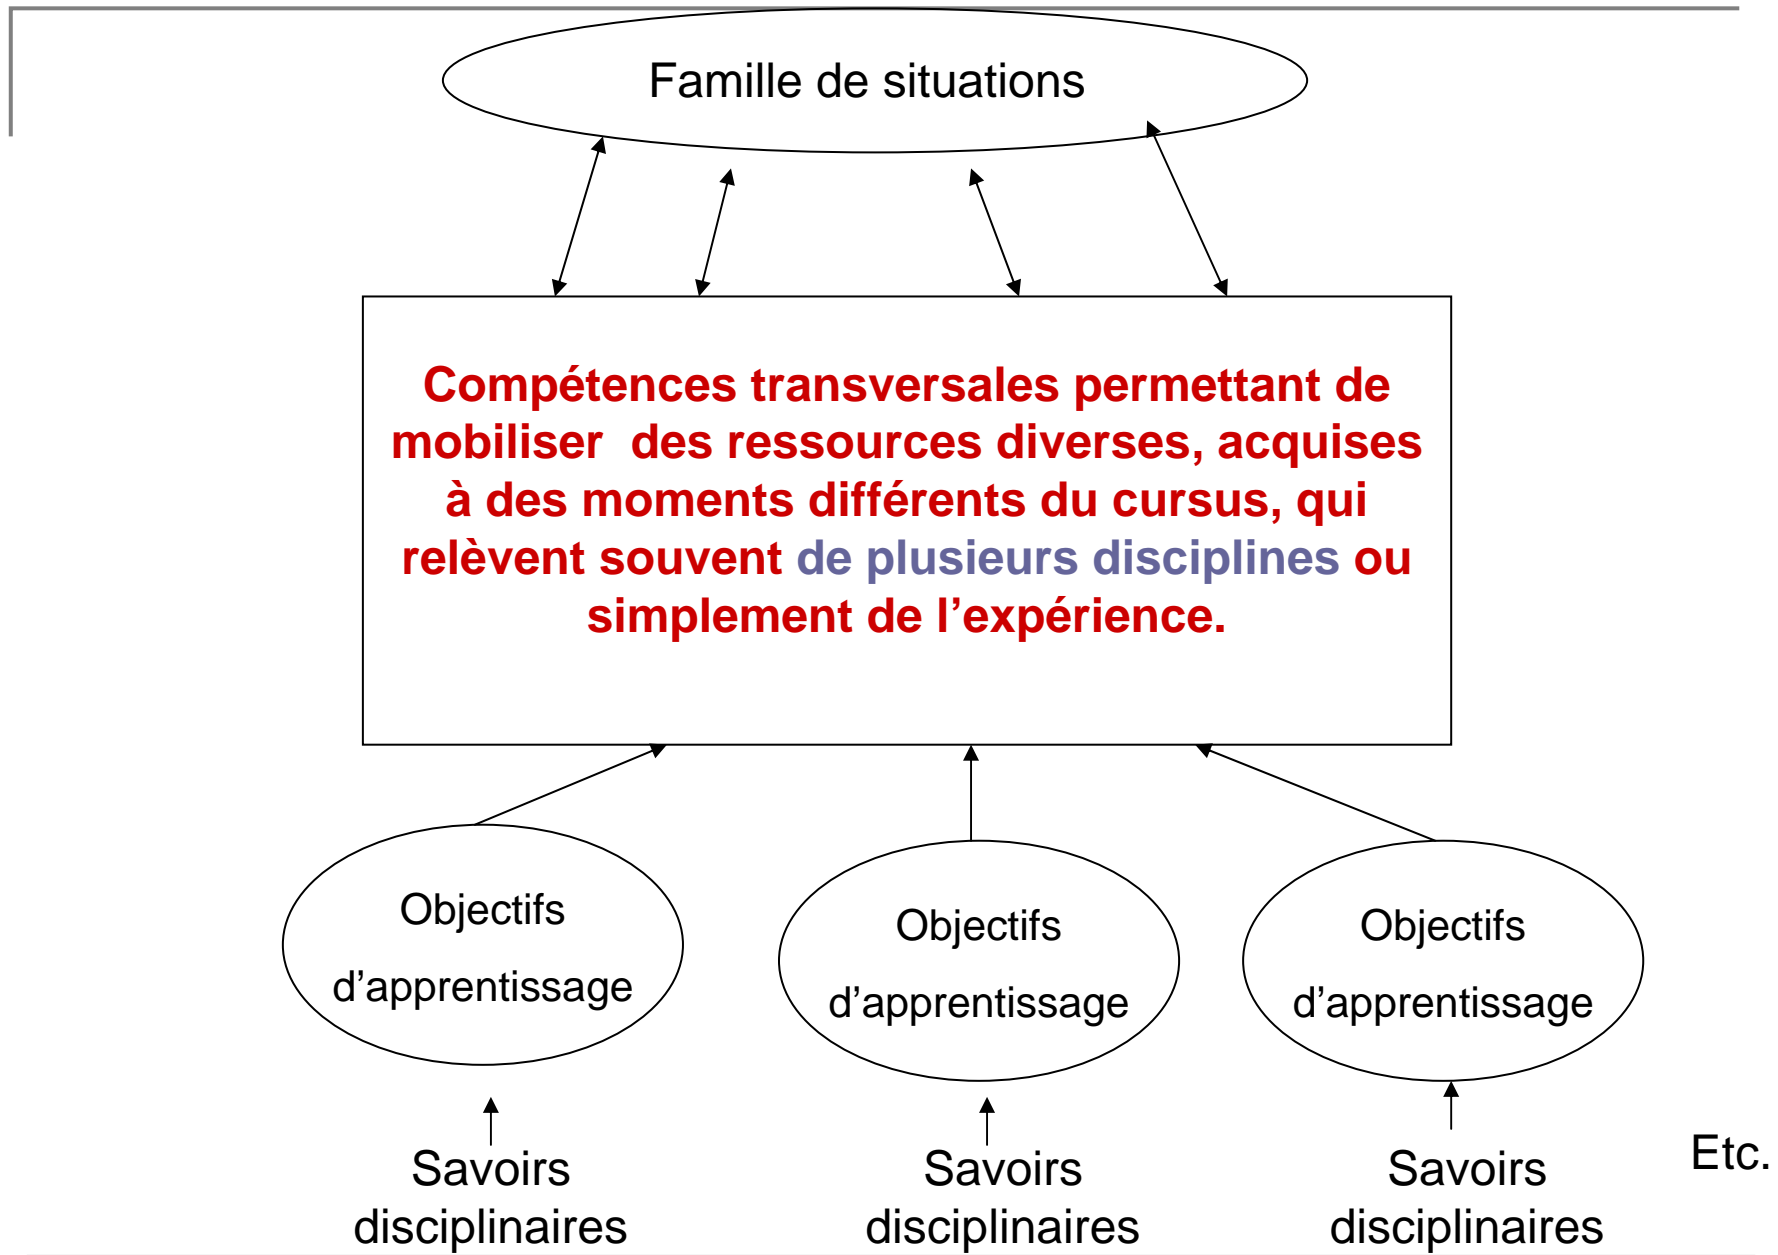 Famille de situations
Compétences transversales permettant de
mobiliser  des ressources diverses, acquises
à des moments différents du cursus, qui
relèvent souvent de plusieurs disciplines ou
simplement de l’expérience.
Objectifs
d’apprentissage
Objectifs
d’apprentissage
Objectifs
d’apprentissage
Savoirs
disciplinaires
Savoirs
disciplinaires
Savoirs
disciplinaires
Etc.